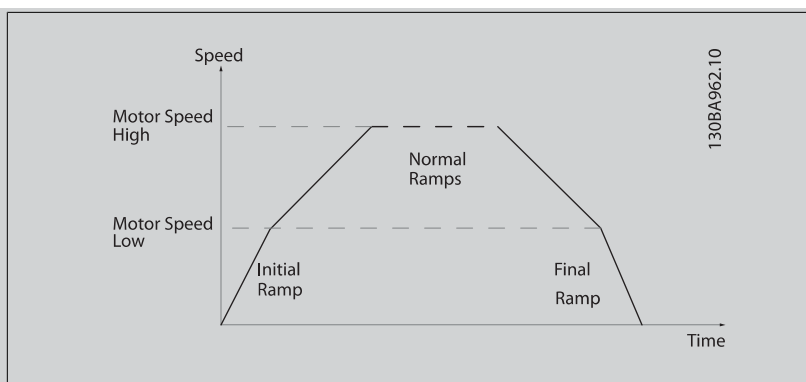 Speed
130BA962.10
Motor Speed
High
Normal
Ramps
Motor Speed
Low
Initial
Ramp
Final
Ramp
Time